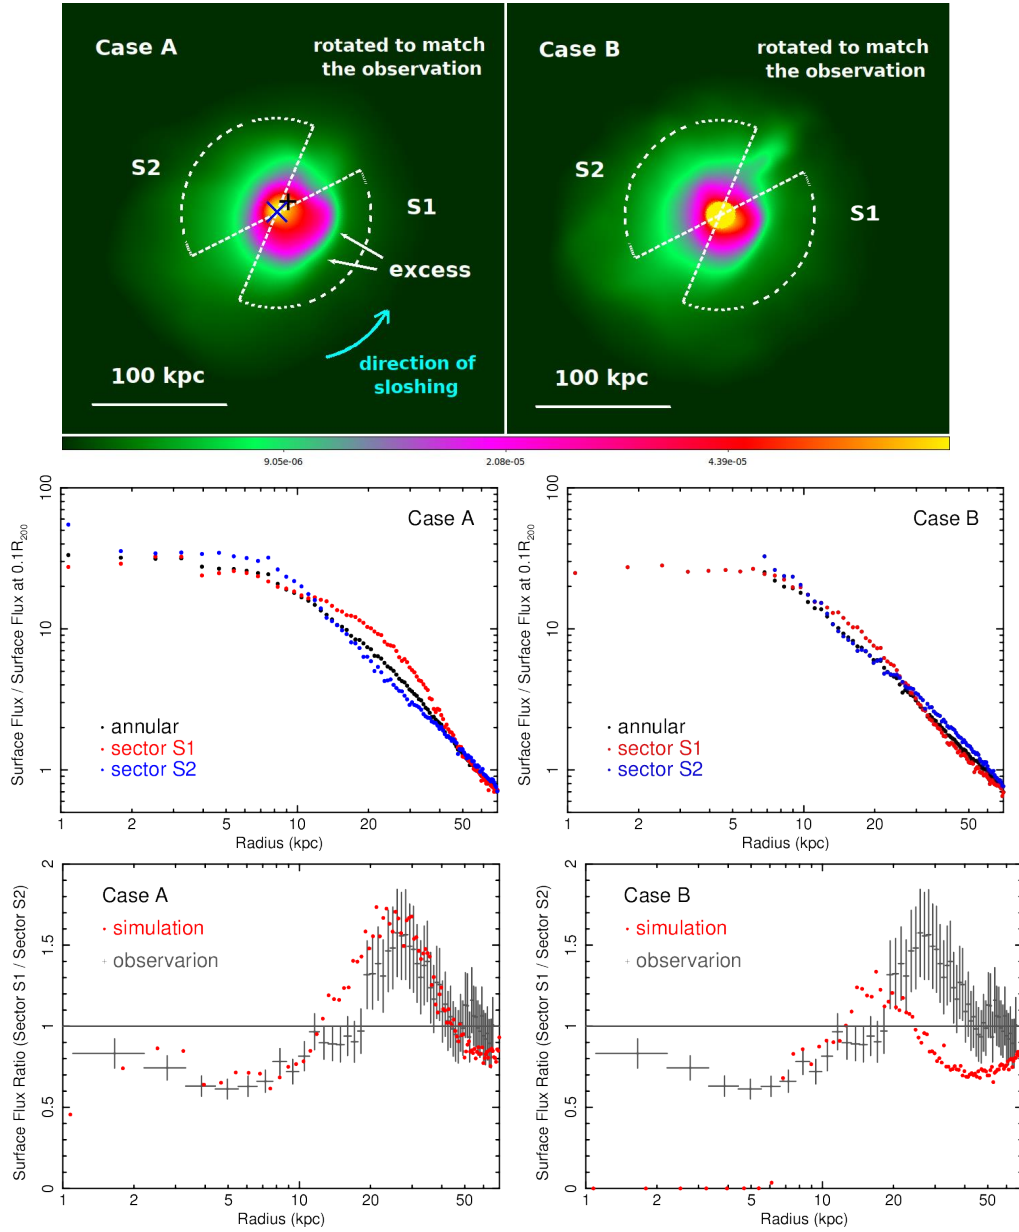 Case A
rotated to match
the observation
S2
S1
excess
direction of
sloshing
100 kpc
Case B
rotated to match
the observation
S2
S1
100 kpc
9.05e-06 2.08e-05 4.39e-05
Surface Flux / Surface Flux at 0.1R200
100
10
1
Case A
annular
sector S1
sector S2
1 2 5 10 20 50
Radius (kpc)
Surface Flux / Surface Flux at 0.1R200
100
10
1
Case B
annular
sector S1
sector S2
1 2 5 10 20 50
Radius (kpc)
Surface Flux Ratio (Sector S1 / Sector S2)
2
1.5
1
0.5
0
Case A
simulation
observarion
1 2 5 10 20 50
Radius (kpc)
Surface Flux Ratio (Sector S1 / Sector S2)
2
1.5
1
0.5
0
Case B
simulation
observarion
1 2 5 10 20 50
Radius (kpc)